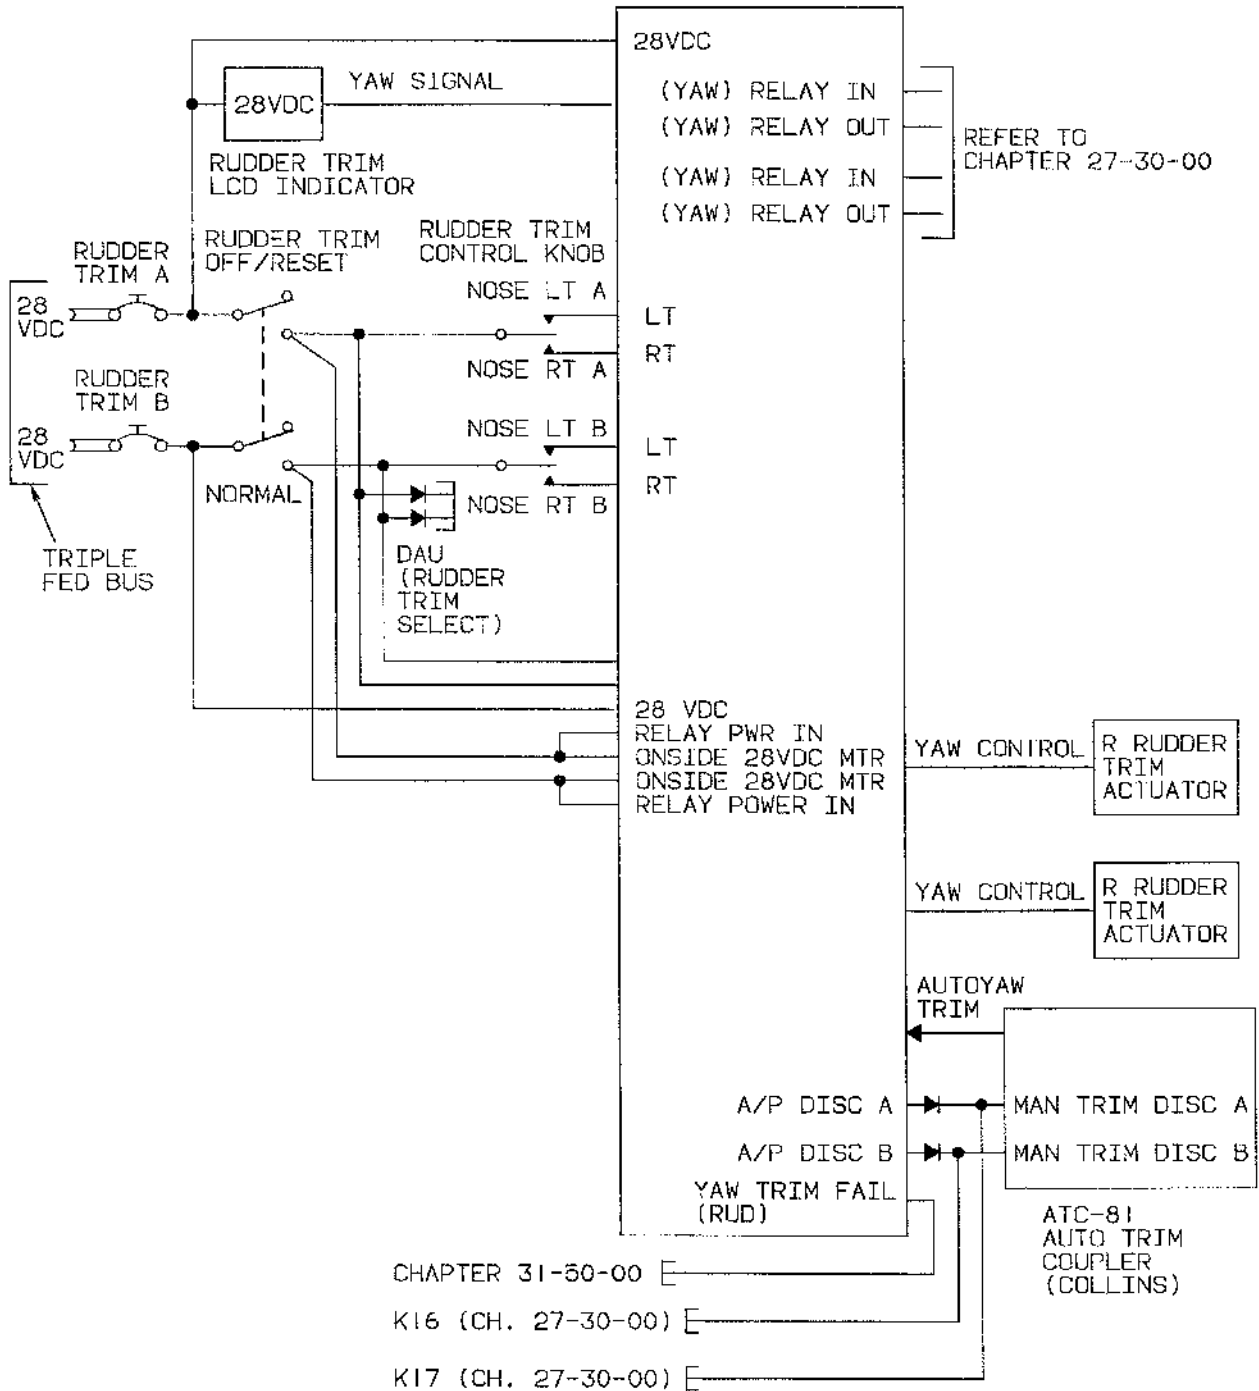 28VDC
YAW SIGNAL
28VDC
RUDDER TRIM
LCD INDICATOR
(YAW) RELAY IN
(YAW) RELAY OUT
(YAW) RELAY IN
(YAW) RELAY OUT
REFER TO
CHAPTER 27-30-00
RUDDER
TRIM A
RUDDER TRIM
OFF/RESET
RUDDER TRIM
CONTROL KNOB
28
VDC
NOSE LT A
LT
RT
NOSE RT A
RUDDER
TRIM B
28
VDC
NOSE LT B
LT
RT
NOSE RT B
NORMAL
TRIPLE
FED BUS
DAU
(RUDDER
TRIM
SELECT)
28 VDC
RELAY PWR IN
ONSIDE 28VDC MTR
ONSIDE 28VDC MTR
RELAY POWER IN
YAW CONTROL
R RUDDER
TRIM
ACTUATOR
YAW CONTROL
R RUDDER
TRIM
ACTUATOR
AUTOYAW
TRIM
A/P DISC A
MAN TRIM DISC A
A/P DISC B
MAN TRIM DISC B
YAW TRIM FAIL
(RUD)
ATC-81
AUTO TRIM
COUPLER
(COLLINS)
CHAPTER 31-50-00
K16 (CH. 27-30-00)
K17 (CH. 27-30-00)